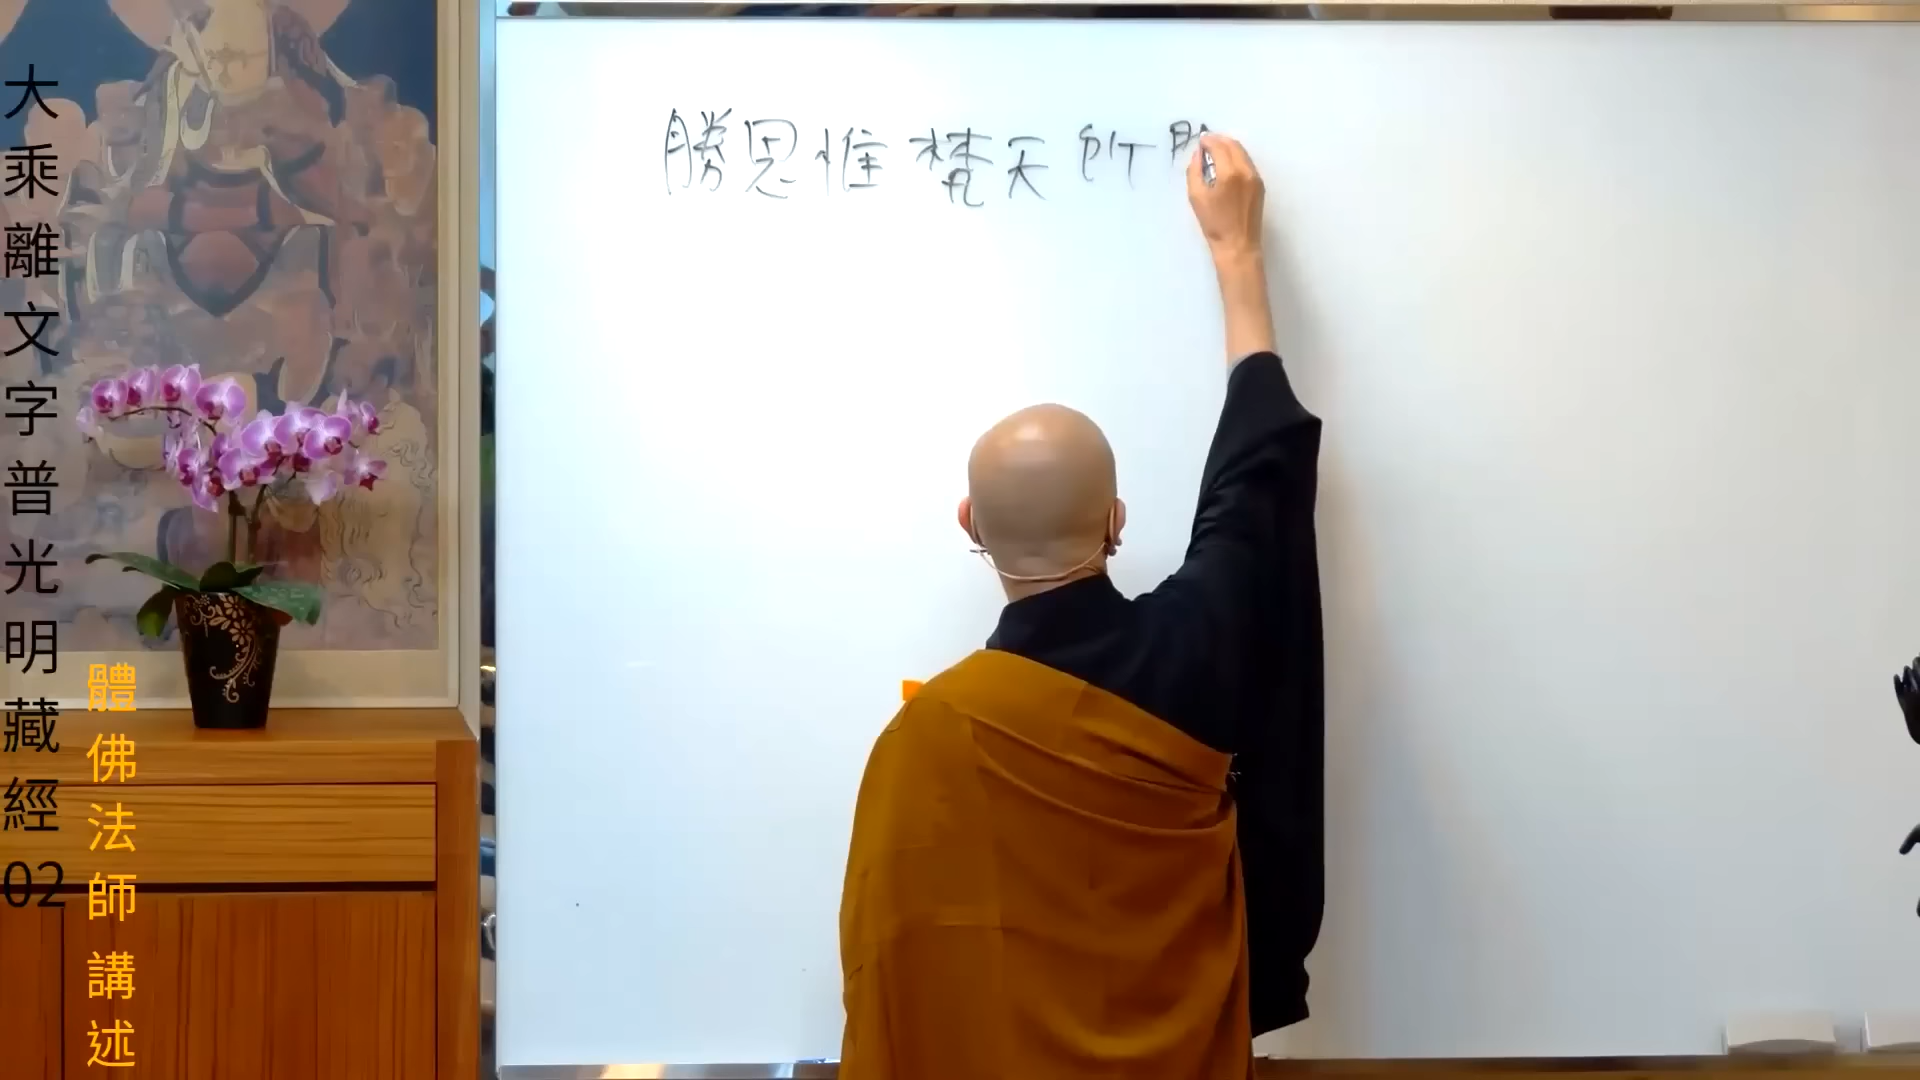 大乘離文字普光明藏經02
體佛法師講述
勝思惟梵天所